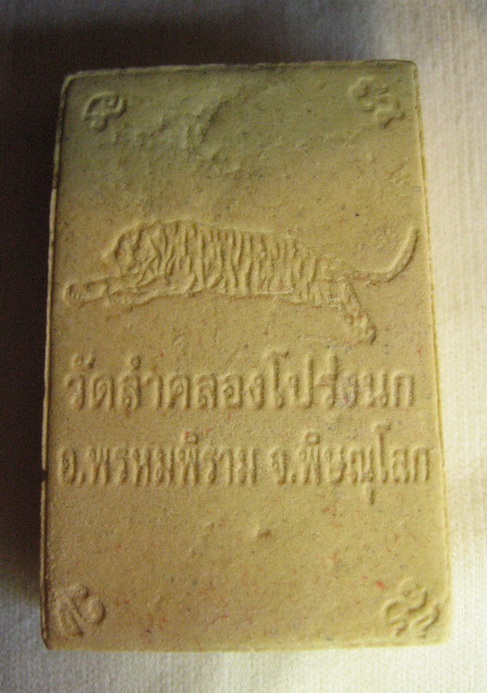 วัดลำคลองโปร่งนก
อ.พรหมพิราม จ.พิษณุโลก